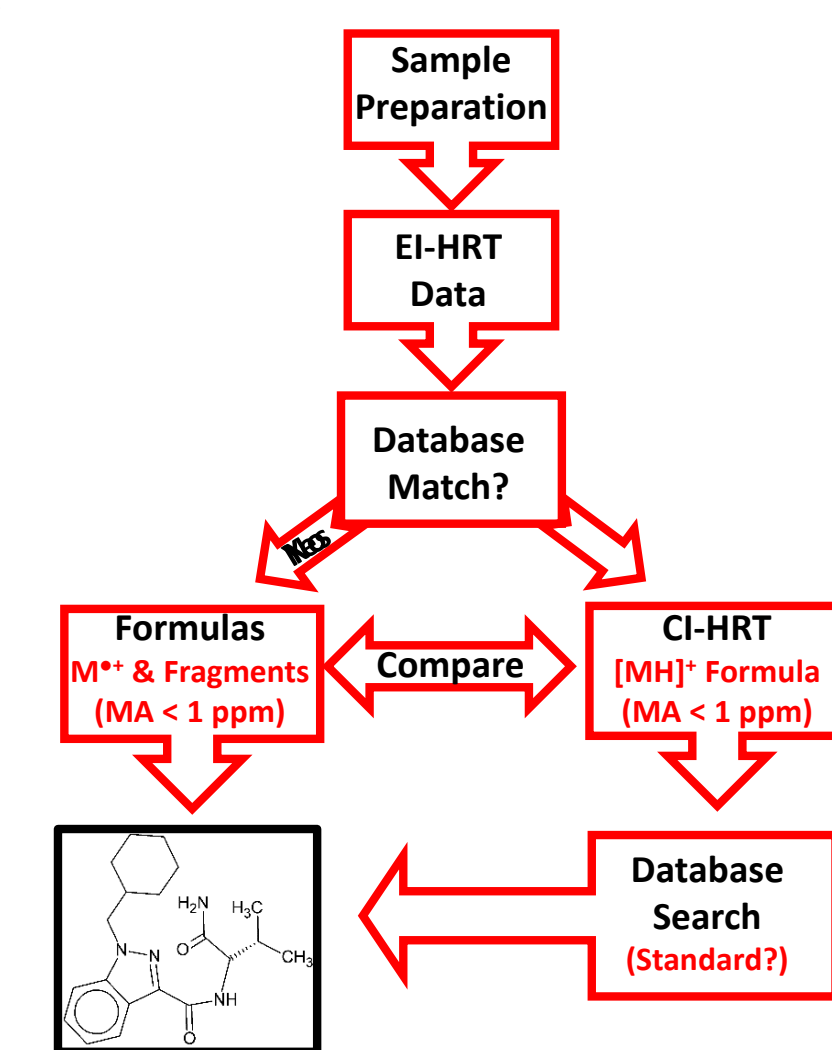 Sample
Preparation
EI-HRT
Data
Database
Match?
Formulas
M•+ & Fragments
(MA < 1 ppm)
Compare
CI-HRT
[MH]+ Formula
(MA < 1 ppm)
Database
Search
(Standard?)
H2N
H3C
O
CH3
N
N
NH
O